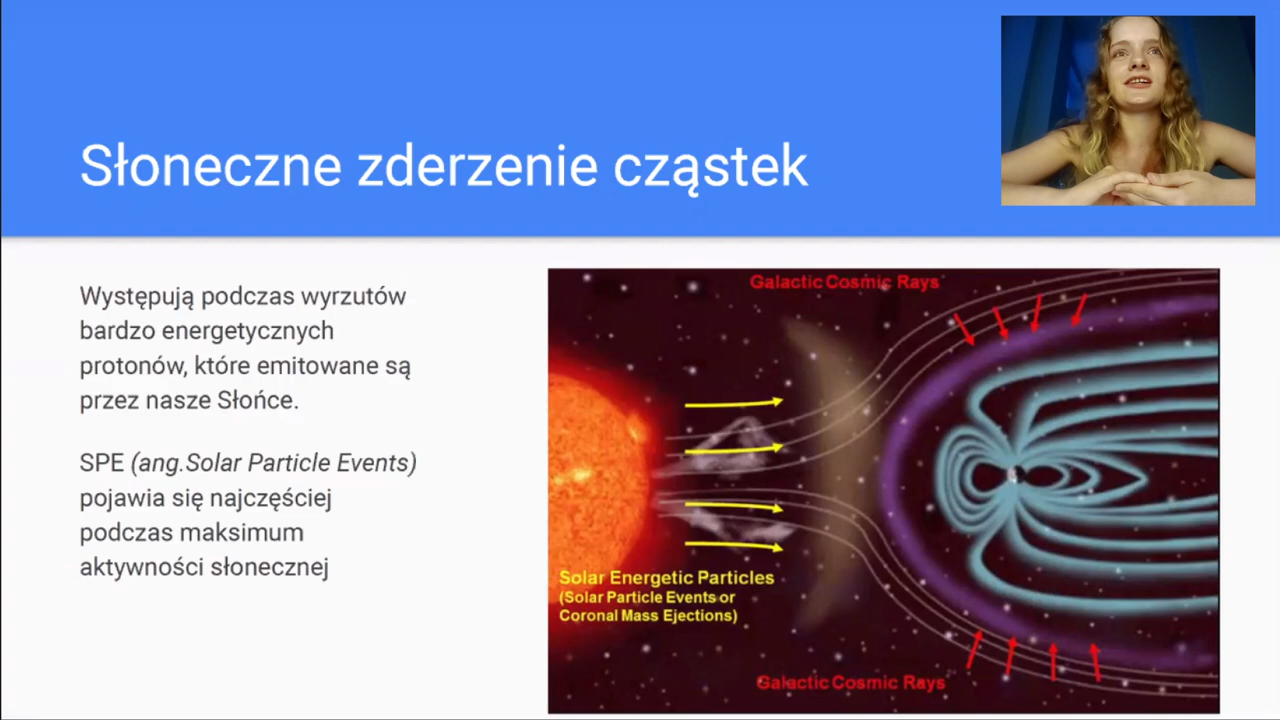 Słoneczne zderzenie cząstek
Występują podczas wyrzutów
bardzo energetycznych
protonów, które emitowane są
przez nasze Słońce.
SPE (ang.Solar Particle Events)
pojawia się najczęściej
podczas maksimum
aktywności słonecznej
Galactic Cosmic Rays
Solar Energetic Particles
(Solar Particle Events or
Coronal Mass Ejections)
Galactic Cosmic Rays